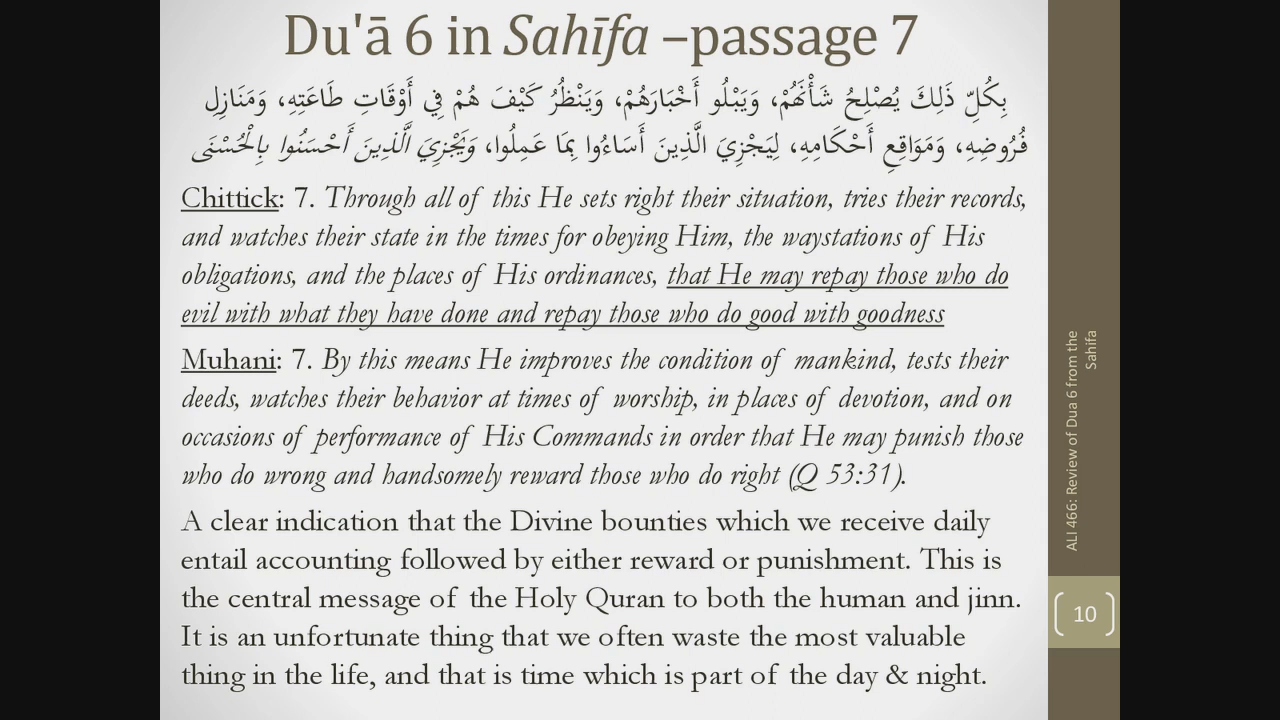 Du'ā 6 in Sahīfa –passage 7
بِكُلِّ ذَلِكَ يُصْلِحُ شَأْنَهُمْ، وَيَبْلُو أَخْبَارَهُمْ، وَيَنْظُرُ كَيْفَ هُمْ فِي أَوْقَاتِ طَاعَتِهِ، وَمَنَازِلِ
فُرُوضِهِ، وَمَوَاقِعِ أَحْكَامِهِ، لِيَجْزِيَ الَّذِينَ أَسَاءُوا بِمَا عَمِلُوا، وَيَجْزِيَ الَّذِينَ أَحْسَنُوا بِالْحُسْنَى
Chittick: 7. Through all of this He sets right their situation, tries their records,
and watches their state in the times for obeying Him, the waystations of His
obligations, and the places of His ordinances, that He may repay those who do
evil with what they have done and repay those who do good with goodness
Muhani: 7. By this means He improves the condition of mankind, tests their
deeds, watches their behavior at times of worship, in places of devotion, and on
occasions of performance of His Commands in order that He may punish those
who do wrong and handsomely reward those who do right (Q 53:31).
A clear indication that the Divine bounties which we receive daily
entail accounting followed by either reward or punishment. This is
the central message of the Holy Quran to both the human and jinn.
It is an unfortunate thing that we often waste the most valuable
thing in the life, and that is time which is part of the day & night.
ALI 466: Review of Dua 6 from the
Sahifa
10